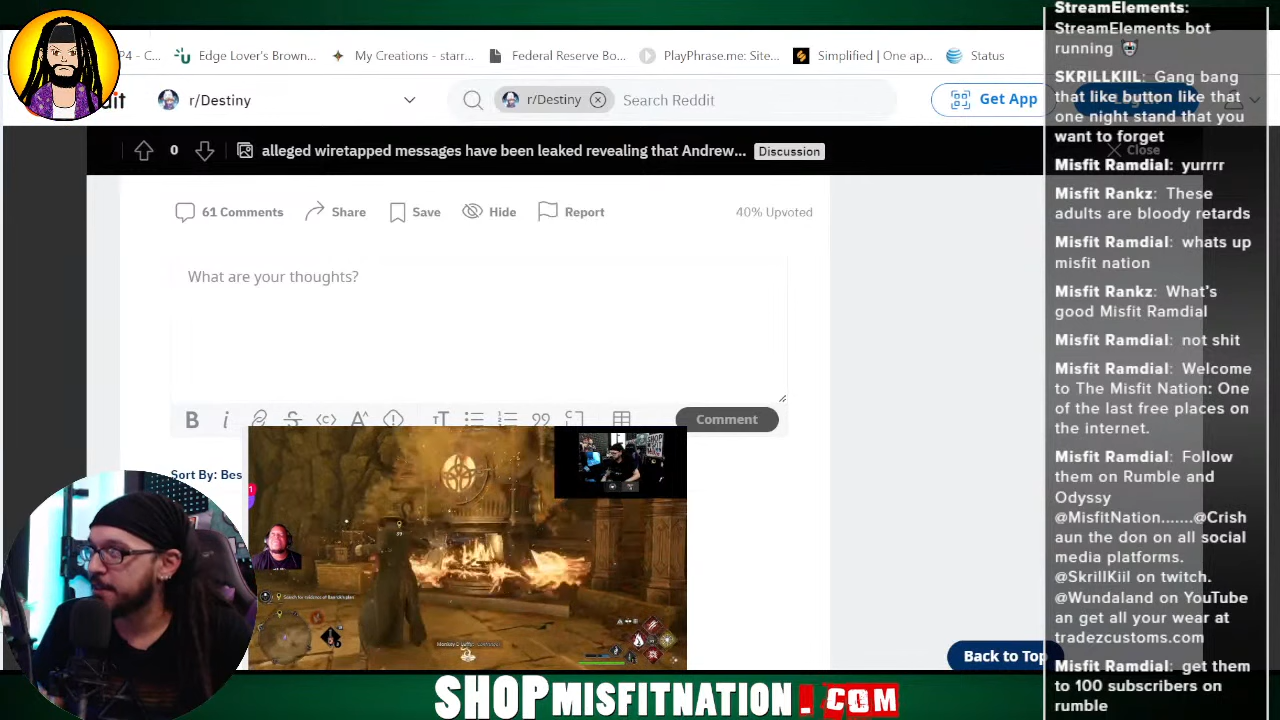 P4 - C...
Edge Lover's Brown...
My Creations - starr...
Federal Reserve Bo...
PlayPhrase.me: Site...
Simplified | One ap...
Status
r/Destiny
r/Destiny
Search Reddit
Get App
0
alleged wiretapped messages have been leaked revealing that Andrew...
Discussion
Close
61 Comments
Share
Save
Hide
Report
40% Upvoted
What are your thoughts?
Comment
Sort By: Bes
Back to Top
SHOPMISFITNATION.COM
StreamElements:
StreamElements bot
running
SKRILLKIIL: Gang bang
that like button like that
one night stand that you
want to forget
Misfit Ramdial: yurrrr
Misfit Rankz: These
adults are bloody retards
Misfit Ramdial: whats up
misfit nation
Misfit Rankz: What's
good Misfit Ramdial
Misfit Ramdial: not shit
Misfit Ramdial: Welcome
to The Misfit Nation: One
of the last free places on
the internet.
Misfit Ramdial: Follow
them on Rumble and
Odyssy
@MisfitNation.......@Crish
aun the don on all social
media platforms.
@SkrillKiil on twitch.
@Wundaland on YouTube
an get all your wear at
tradezcustoms.com
Misfit Ramdial: get them
to 100 subscribers on
rumble